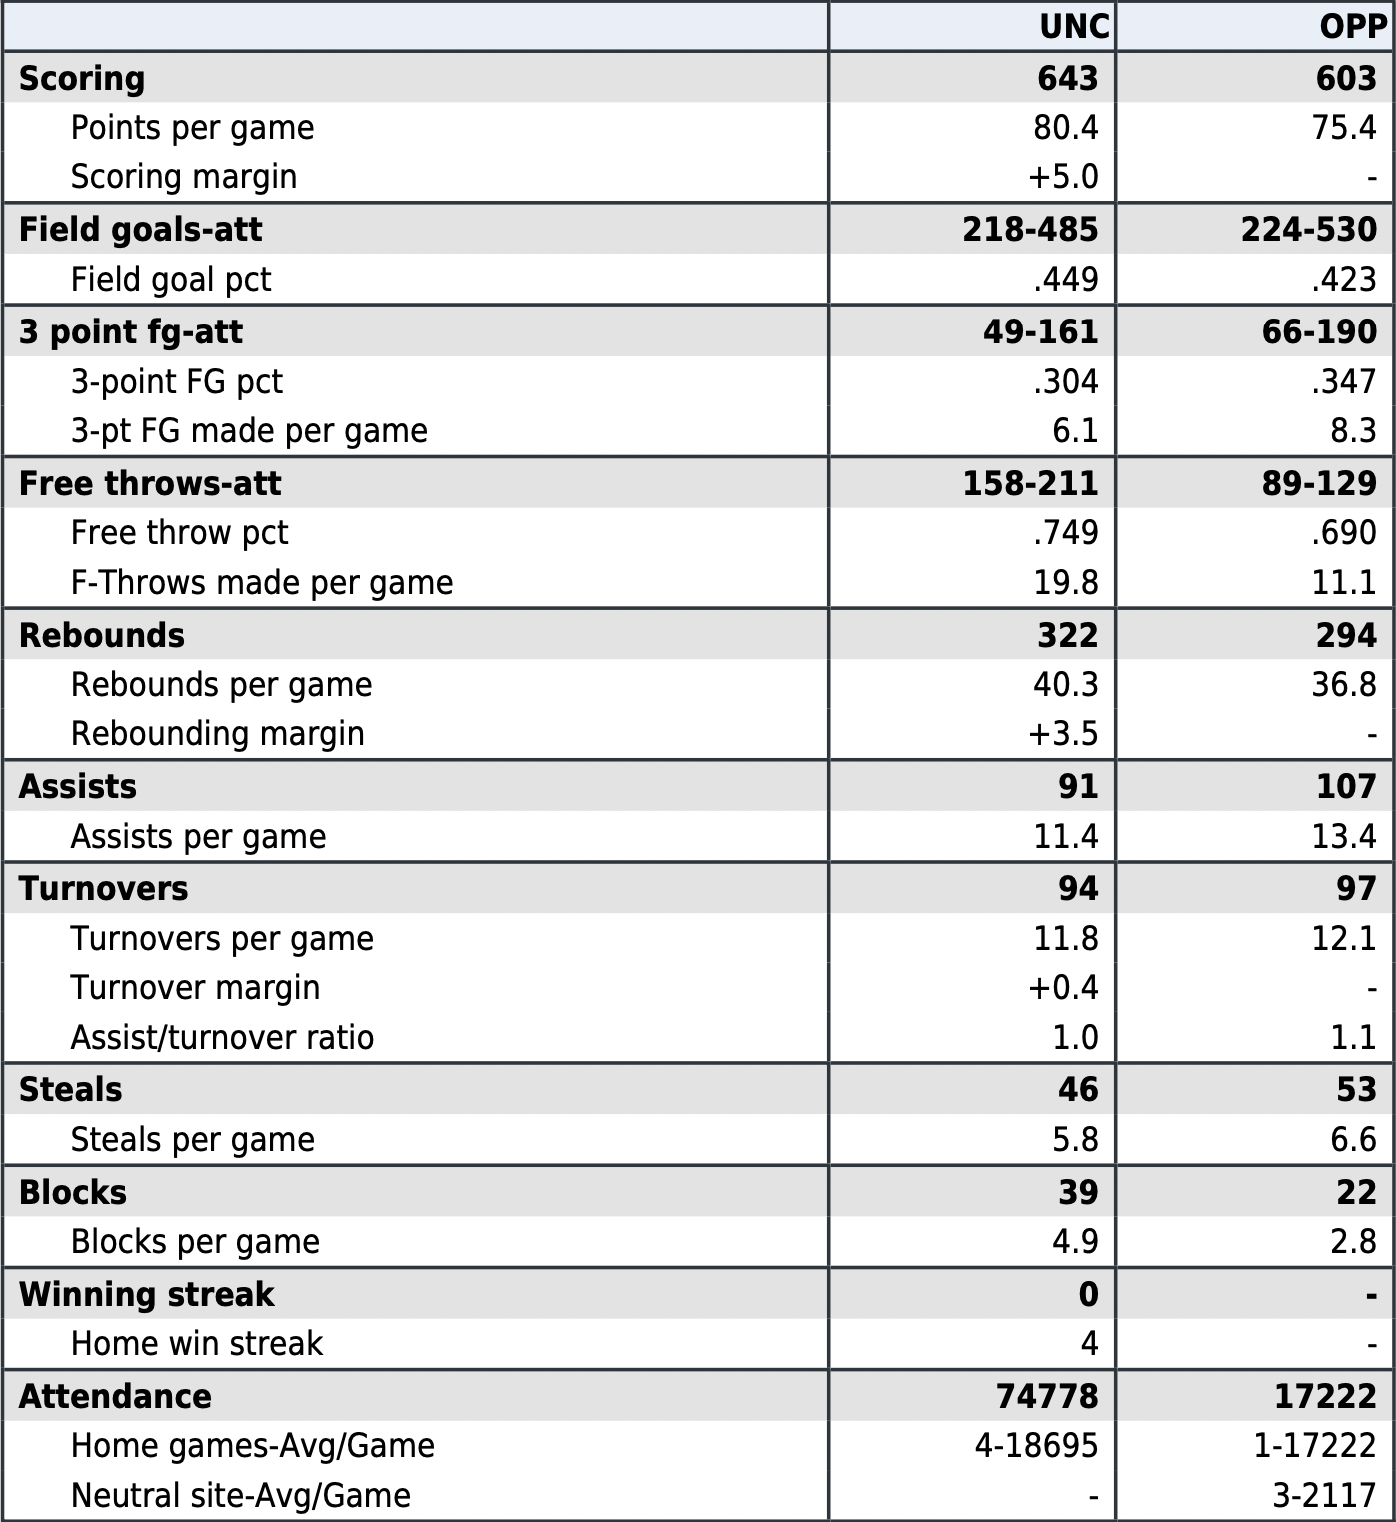 UNC OPP
Scoring 643 603
Points per game 80.4 75.4
Scoring margin +5.0 -
Field goals-att 218-485 224-530
Field goal pct .449 .423
3 point fg-att 49-161 66-190
3-point FG pct .304 .347
3-pt FG made per game 6.1 8.3
Free throws-att 158-211 89-129
Free throw pct .749 .690
F-Throws made per game 19.8 11.1
Rebounds 322 294
Rebounds per game 40.3 36.8
Rebounding margin +3.5 -
Assists 91 107
Assists per game 11.4 13.4
Turnovers 94 97
Turnovers per game 11.8 12.1
Turnover margin +0.4 -
Assist/turnover ratio 1.0 1.1
Steals 46 53
Steals per game 5.8 6.6
Blocks 39 22
Blocks per game 4.9 2.8
Winning streak 0 -
Home win streak 4 -
Attendance 74778 17222
Home games-Avg/Game 4-18695 1-17222
Neutral site-Avg/Game - 3-2117